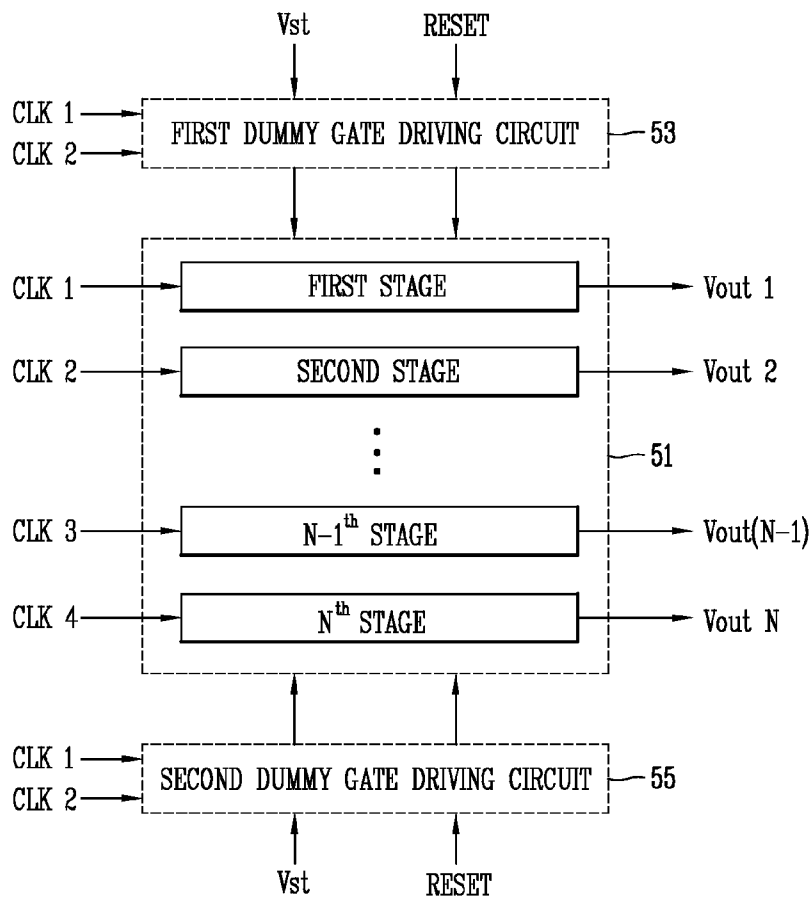 Vst RESET
CLK 1
FIRST DUMMY GATE DRIVING CIRCUIT 53
CLK 2
CLK 1 FIRST STAGE Vout 1
CLK 2 SECOND STAGE Vout 2
51
CLK 3 N-1th STAGE Vout(N-1)
CLK 4 Nth STAGE Vout N
CLK 1
SECOND DUMMY GATE DRIVING CIRCUIT 55
CLK 2
Vst RESET